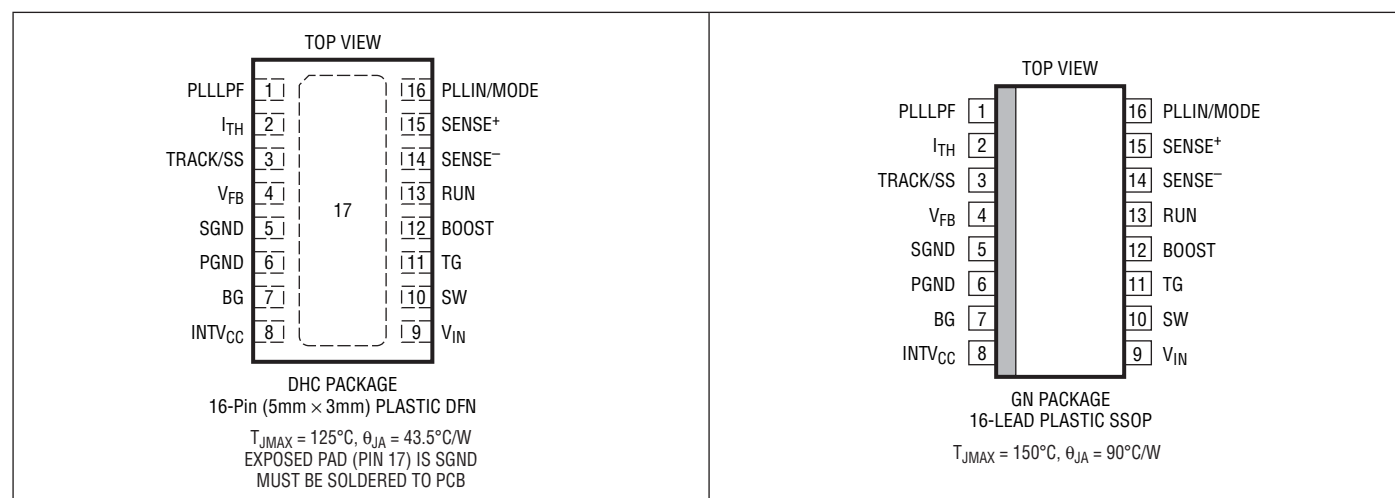 TOP VIEW
PLLLPF 1 16 PLLIN/MODE
I_TH 2 15 SENSE⁺
TRACK/SS 3 14 SENSE⁻
V_FB 4 13 RUN
17
SGND 5 12 BOOST
PGND 6 11 TG
BG 7 10 SW
INTV_CC 8 9 V_IN
DHC PACKAGE
16-Pin (5mm × 3mm) PLASTIC DFN
T_JMAX = 125°C, θ_JA = 43.5°C/W
EXPOSED PAD (PIN 17) IS SGND
MUST BE SOLDERED TO PCB
TOP VIEW
PLLLPF 1 16 PLLIN/MODE
I_TH 2 15 SENSE⁺
TRACK/SS 3 14 SENSE⁻
V_FB 4 13 RUN
SGND 5 12 BOOST
PGND 6 11 TG
BG 7 10 SW
INTV_CC 8 9 V_IN
GN PACKAGE
16-LEAD PLASTIC SSOP
T_JMAX = 150°C, θ_JA = 90°C/W